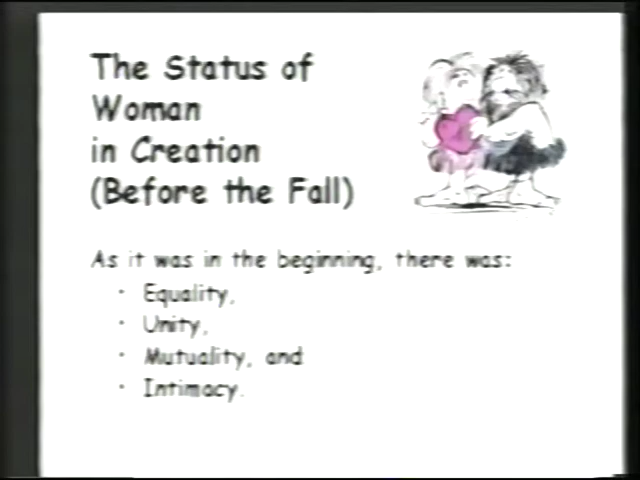 The Status of
Woman
in Creation
(Before the Fall)
As it was in the beginning, there was:
· Equality,
· Unity,
· Mutuality, and
· Intimacy.